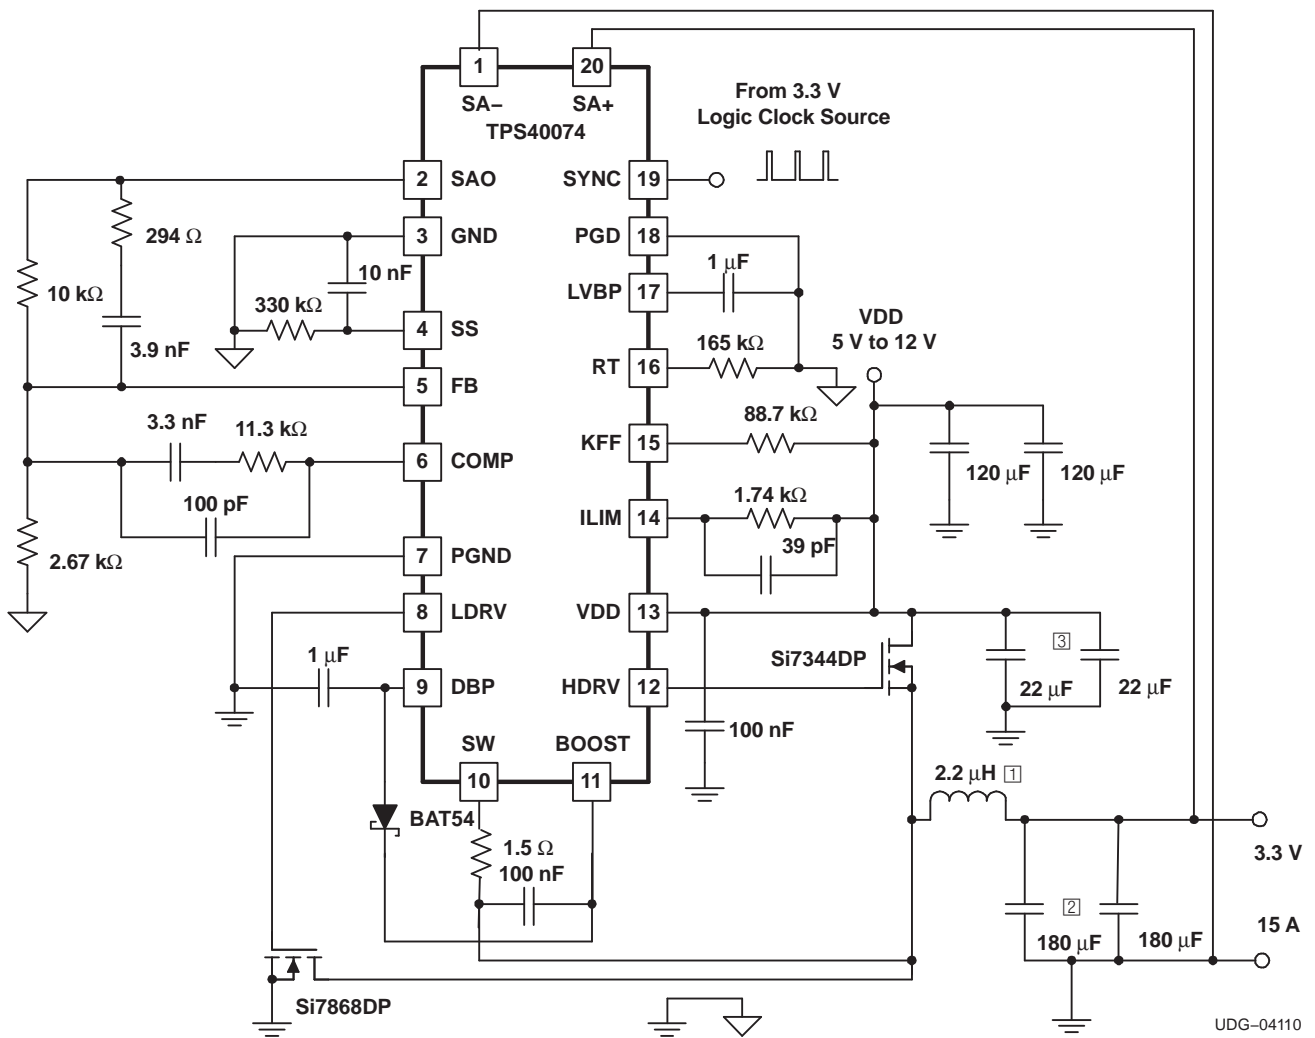 1
20
SA–
SA+
TPS40074
From 3.3 V
Logic Clock Source
2
SAO
SYNC
19
294 Ω
3
GND
PGD
18
10 nF
1 μF
10 kΩ
LVBP
17
330 kΩ
4
SS
VDD
5 V to 12 V
3.9 nF
165 kΩ
RT
16
5
FB
3.3 nF
11.3 kΩ
88.7 kΩ
6
COMP
KFF
15
120 μF
120 μF
100 pF
1.74 kΩ
ILIM
14
39 pF
2.67 kΩ
7
PGND
8
LDRV
VDD
13
1 μF
Si7344DP
3
9
DBP
HDRV
12
22 μF
22 μF
100 nF
SW
BOOST
10
11
2.2 μH 1
BAT54
1.5 Ω
100 nF
3.3 V
2
15 A
180 μF
180 μF
Si7868DP
UDG–04110